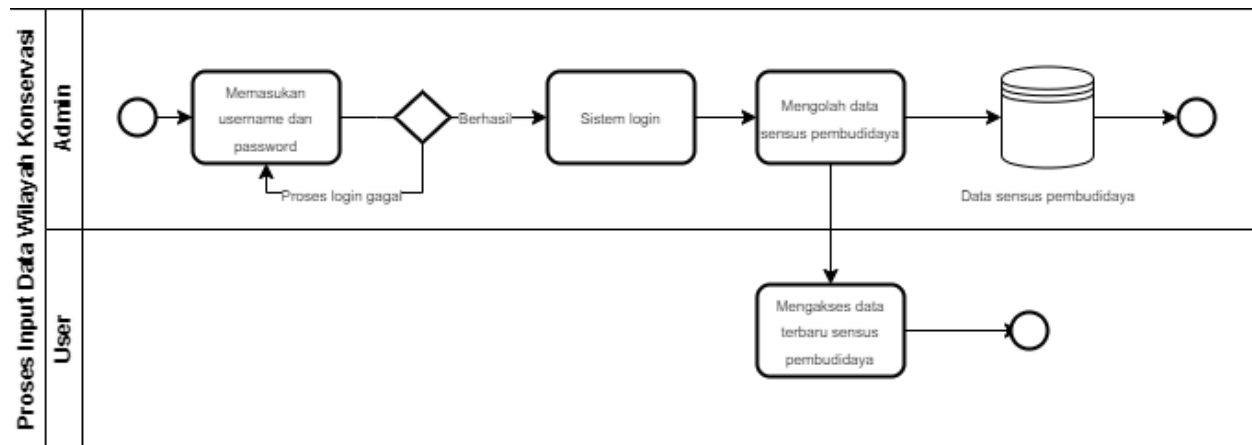 Proses Input Data Wilayah Konservasi
Admin
Memasukan
username dan
password
Berhasil
Proses login gagal
Sistem login
Mengolah data
sensus pembudidaya
Data sensus pembudidaya
User
Mengakses data
terbaru sensus
pembudidaya